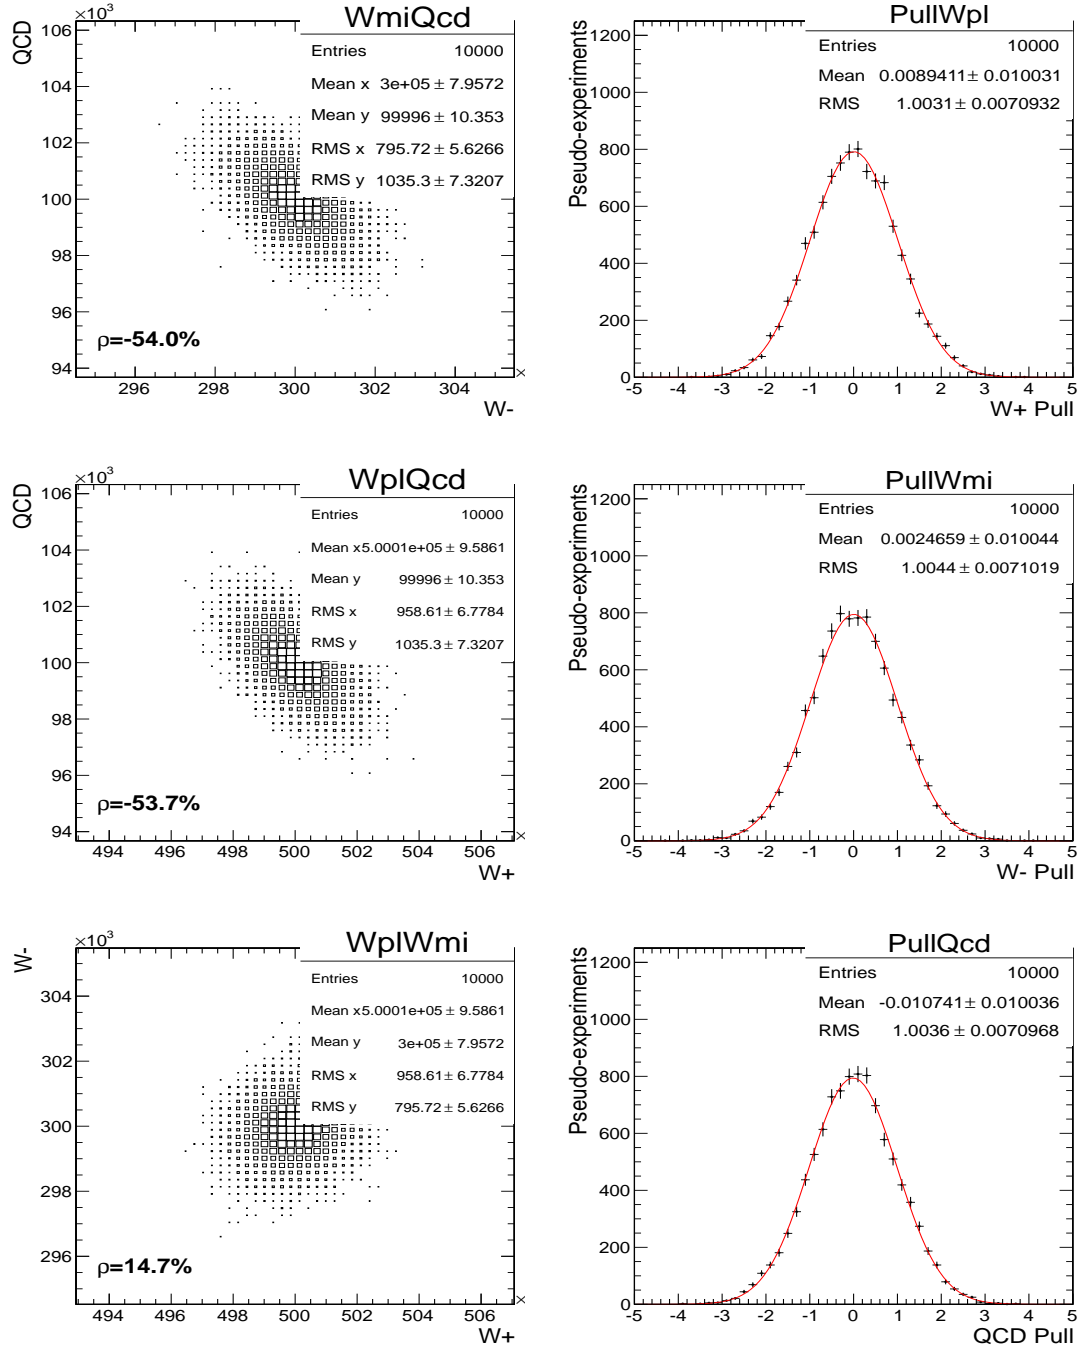 WmiQcd
×10³
QCD
106
104
102
100
98
96
94
Entries 10000
Mean x 3e+05 ± 7.9572
Mean y 99996 ± 10.353
RMS x 795.72 ± 5.6266
RMS y 1035.3 ± 7.3207
ρ=-54.0%
296 298 300 302 304
×
W-
PullWpl
Pseudo-experiments
1200
1000
800
600
400
200
0
Entries 10000
Mean 0.0089411 ± 0.010031
RMS 1.0031 ± 0.0070932
-5 -4 -3 -2 -1 0 1 2 3 4 5
W+ Pull
WplQcd
×10³
QCD
106
104
102
100
98
96
94
Entries 10000
Mean x5.0001e+05 ± 9.5861
Mean y 99996 ± 10.353
RMS x 958.61 ± 6.7784
RMS y 1035.3 ± 7.3207
ρ=-53.7%
494 496 498 500 502 504 506
×
W+
PullWmi
Pseudo-experiments
1200
1000
800
600
400
200
0
Entries 10000
Mean 0.0024659 ± 0.010044
RMS 1.0044 ± 0.0071019
-5 -4 -3 -2 -1 0 1 2 3 4 5
W- Pull
WplWmi
×10³
W-
304
302
300
298
296
Entries 10000
Mean x5.0001e+05 ± 9.5861
Mean y 3e+05 ± 7.9572
RMS x 958.61 ± 6.7784
RMS y 795.72 ± 5.6266
ρ=14.7%
494 496 498 500 502 504 506
×
W+
PullQcd
Pseudo-experiments
1200
1000
800
600
400
200
0
Entries 10000
Mean -0.010741 ± 0.010036
RMS 1.0036 ± 0.0070968
-5 -4 -3 -2 -1 0 1 2 3 4 5
QCD Pull